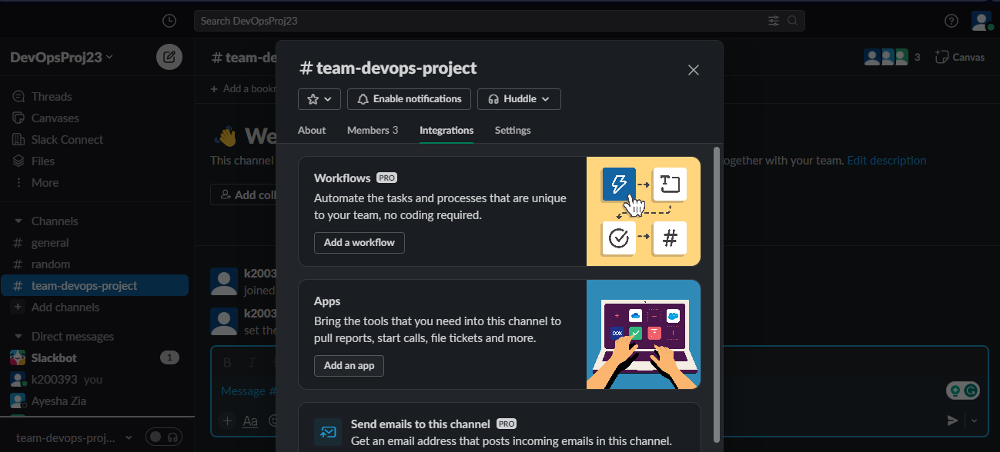 Search DevOpsProj23
DevOpsProj23
# team-de
3
Canvas
+ Add a bookr
Threads
Canvases
Slack Connect
Files
More
Channels
# general
# random
# team-devops-project
+ Add channels
Direct messages
Slackbot 1
k200393 you
Ayesha Zia
team-devops-proj...
We
This channel
ogether with your team. Edit description
Add coll
k2003
joined
k2003
set the
B I
Message #
+ Aa
# team-devops-project
Enable notifications
Huddle
About
Members 3
Integrations
Settings
Workflows PRO
Automate the tasks and processes that are unique
to your team, no coding required.
Add a workflow
T
#
Apps
Bring the tools that you need into this channel to
pull reports, start calls, file tickets and more.
Add an app
Send emails to this channel PRO
Get an email address that posts incoming emails in this channel.